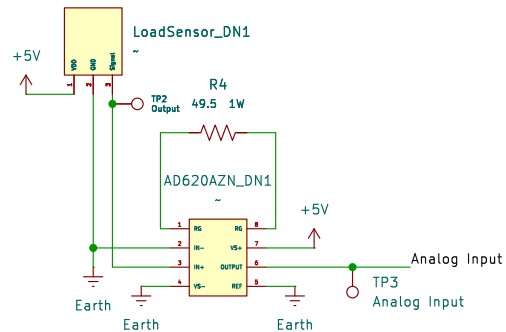 LoadSensor_DN1
~
+5V
VDD
GND
Signal
1
2
3
TP2
Output
R4
49.5 1W
AD620AZN_DN1
~
+5V
1 RG RG 8
2 IN- VS+ 7
3 IN+ OUTPUT 6
4 VS- REF 5
Analog Input
TP3
Analog Input
Earth
Earth
Earth